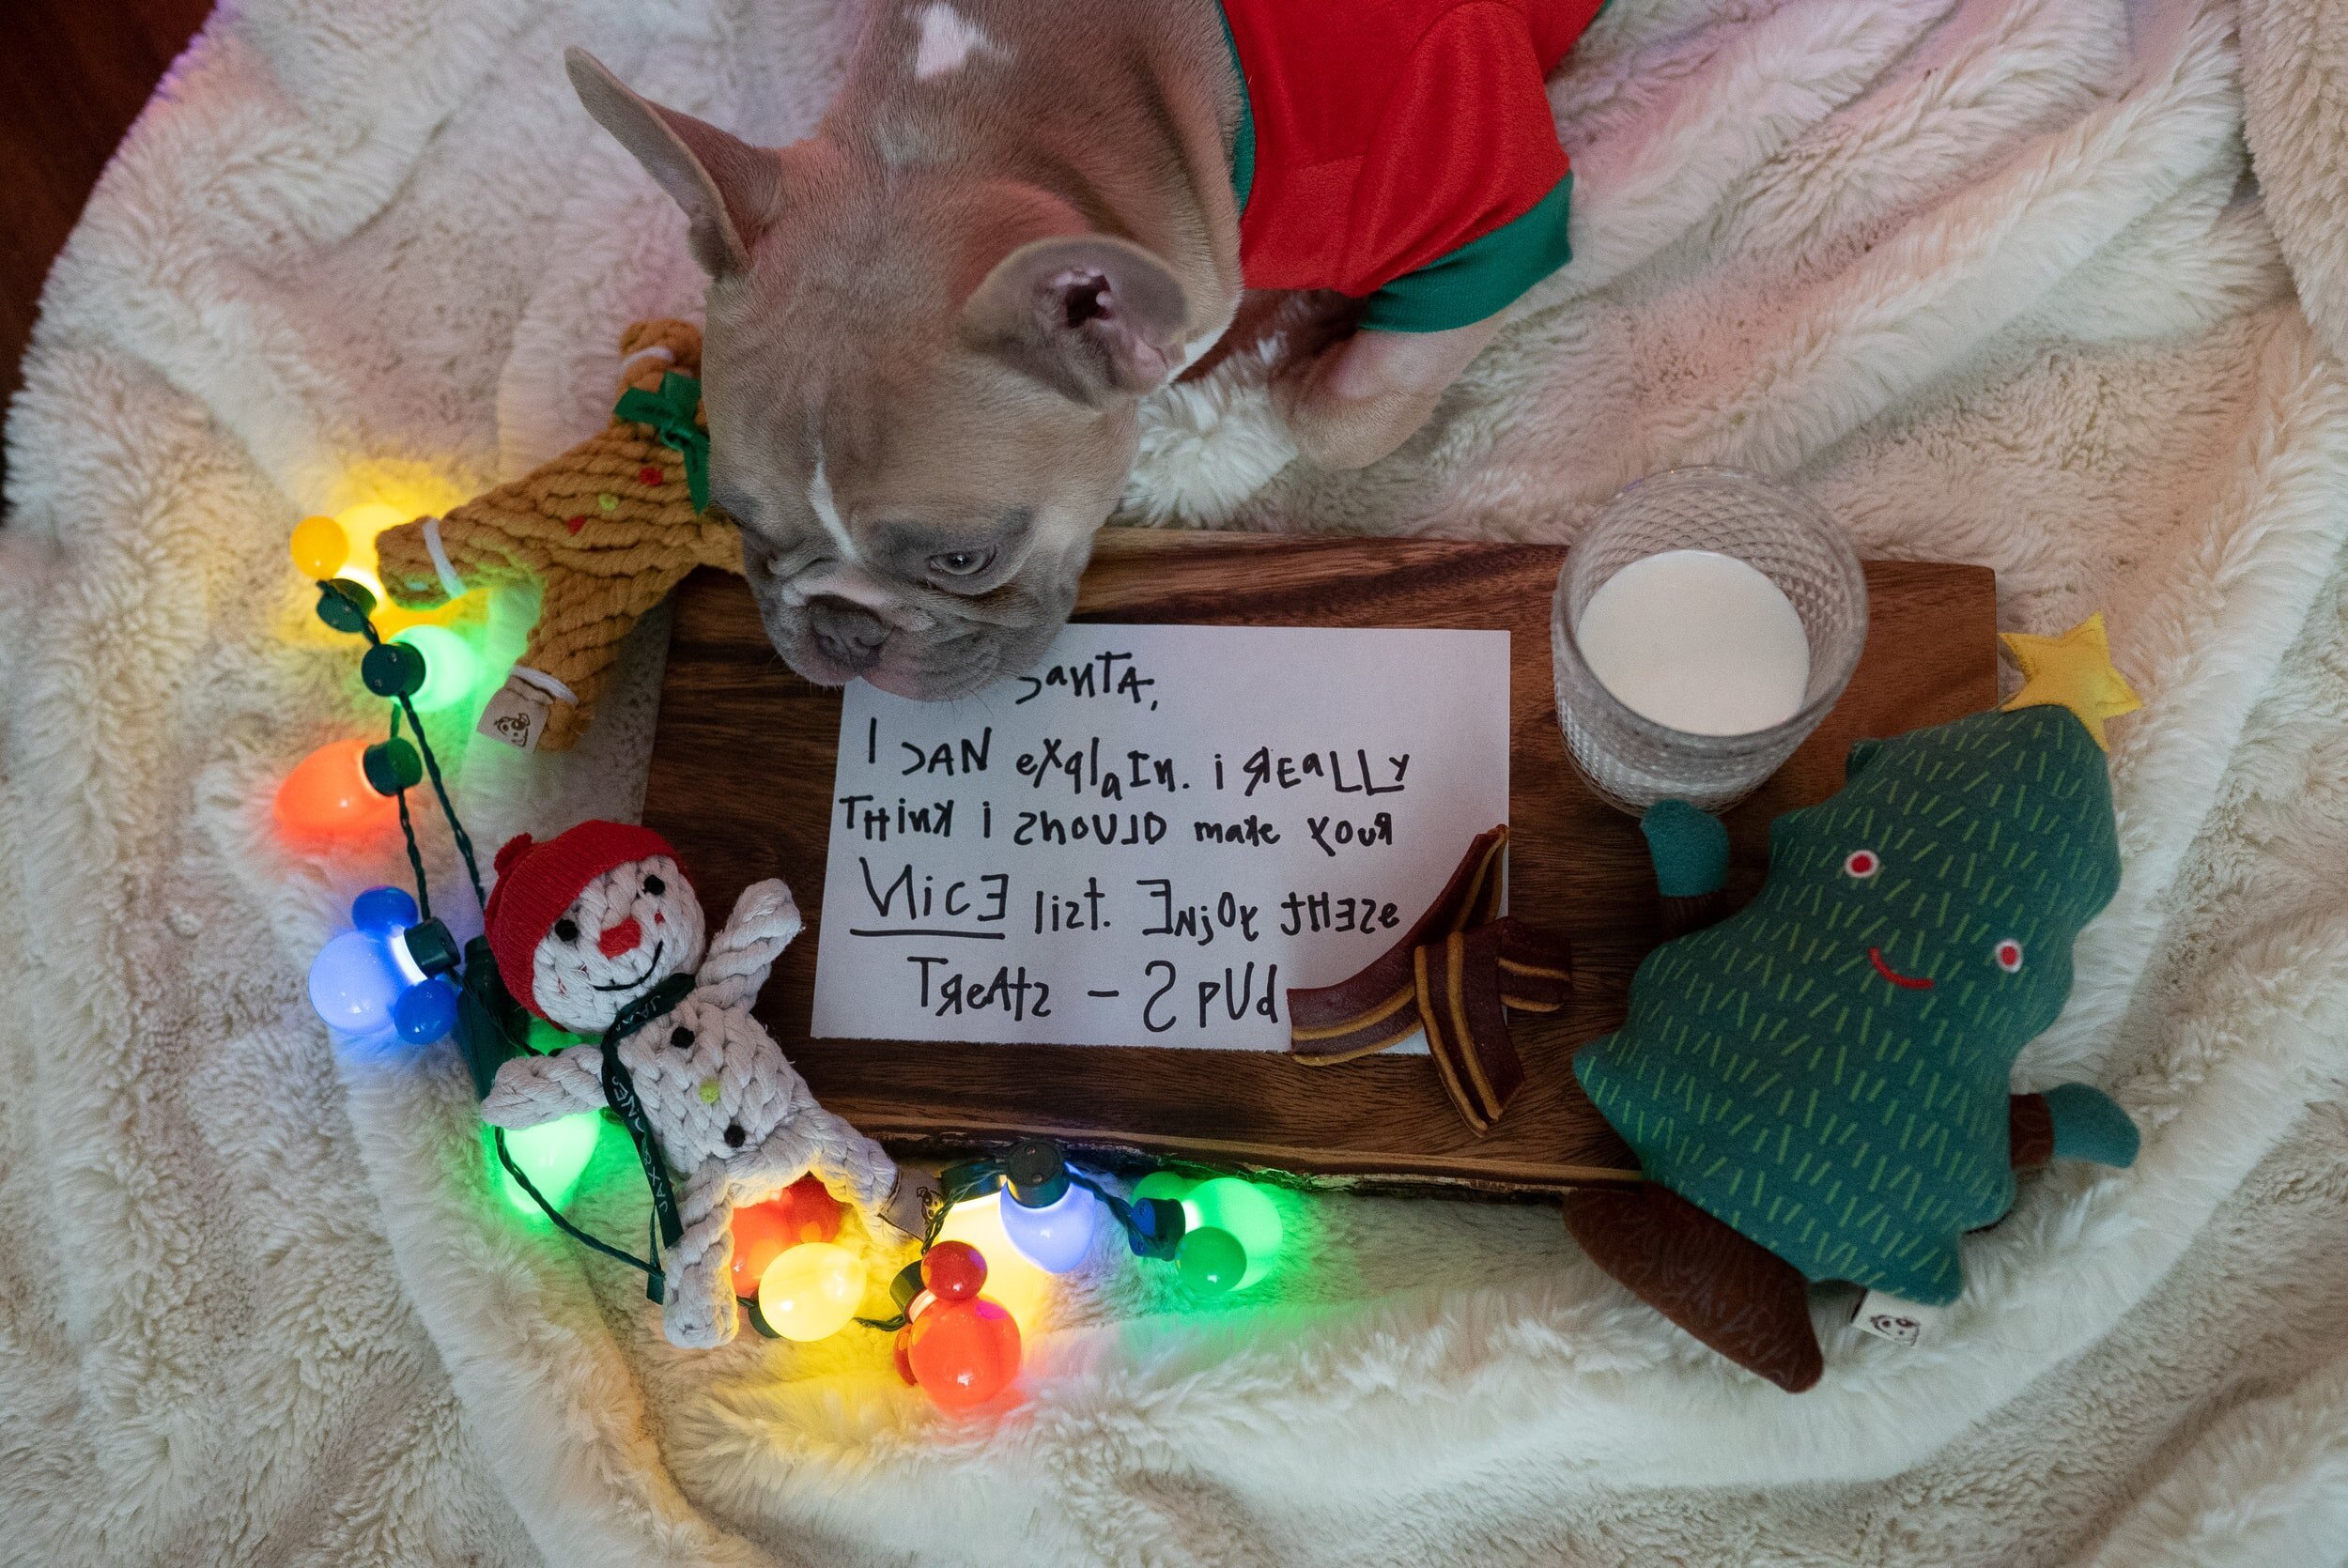 Santa,
I can explain. i REaLLy
THink i should make your
NicE list. Enjoy tHese
TReAts - Spud
JAX & BONES